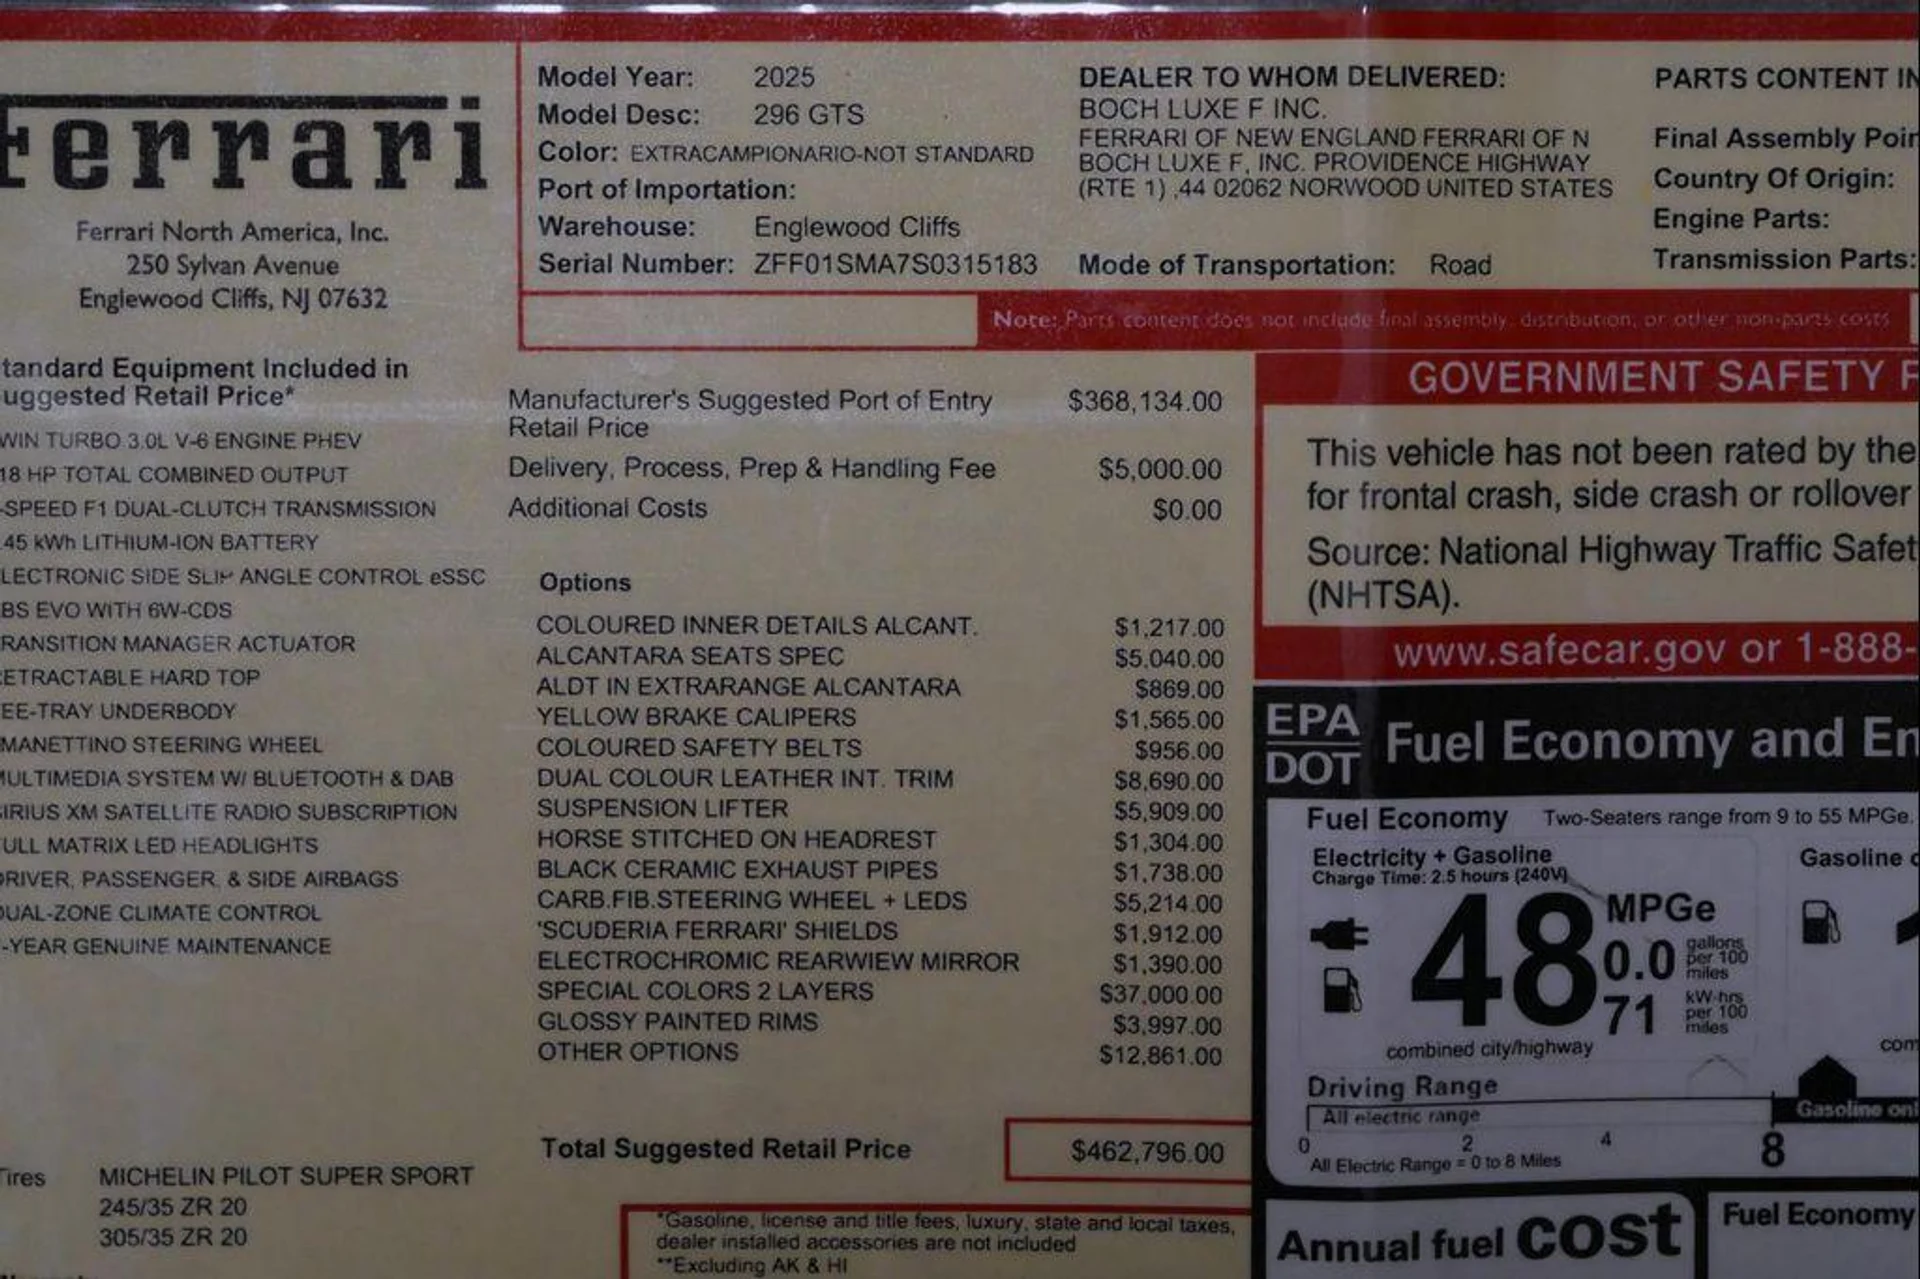 Ferrari
Ferrari North America, Inc.
250 Sylvan Avenue
Englewood Cliffs, NJ 07632
Model Year: 2025
Model Desc: 296 GTS
Color: EXTRACAMPIONARIO-NOT STANDARD
Port of Importation:
Warehouse: Englewood Cliffs
Serial Number: ZFF01SMA7S0315183
DEALER TO WHOM DELIVERED:
BOCH LUXE F INC.
FERRARI OF NEW ENGLAND FERRARI OF N
BOCH LUXE F, INC. PROVIDENCE HIGHWAY
(RTE 1) ,44 02062 NORWOOD UNITED STATES
Mode of Transportation: Road
PARTS CONTENT IN
Final Assembly Poin
Country Of Origin:
Engine Parts:
Transmission Parts:
Note: Parts content does not include final assembly, distribution, or other non-parts costs
tandard Equipment Included in
uggested Retail Price*
WIN TURBO 3.0L V-6 ENGINE PHEV
18 HP TOTAL COMBINED OUTPUT
-SPEED F1 DUAL-CLUTCH TRANSMISSION
.45 kWh LITHIUM-ION BATTERY
LECTRONIC SIDE SLIP ANGLE CONTROL eSSC
BS EVO WITH 6W-CDS
RANSITION MANAGER ACTUATOR
ETRACTABLE HARD TOP
EE-TRAY UNDERBODY
MANETTINO STEERING WHEEL
MULTIMEDIA SYSTEM W/ BLUETOOTH & DAB
SIRIUS XM SATELLITE RADIO SUBSCRIPTION
ULL MATRIX LED HEADLIGHTS
DRIVER, PASSENGER, & SIDE AIRBAGS
DUAL-ZONE CLIMATE CONTROL
-YEAR GENUINE MAINTENANCE
Tires MICHELIN PILOT SUPER SPORT
245/35 ZR 20
305/35 ZR 20
Manufacturer's Suggested Port of Entry $368,134.00
Retail Price
Delivery, Process, Prep & Handling Fee $5,000.00
Additional Costs $0.00
Options
COLOURED INNER DETAILS ALCANT. $1,217.00
ALCANTARA SEATS SPEC $5,040.00
ALDT IN EXTRARANGE ALCANTARA $869.00
YELLOW BRAKE CALIPERS $1,565.00
COLOURED SAFETY BELTS $956.00
DUAL COLOUR LEATHER INT. TRIM $8,690.00
SUSPENSION LIFTER $5,909.00
HORSE STITCHED ON HEADREST $1,304.00
BLACK CERAMIC EXHAUST PIPES $1,738.00
CARB.FIB.STEERING WHEEL + LEDS $5,214.00
'SCUDERIA FERRARI' SHIELDS $1,912.00
ELECTROCHROMIC REARWIEW MIRROR $1,390.00
SPECIAL COLORS 2 LAYERS $37,000.00
GLOSSY PAINTED RIMS $3,997.00
OTHER OPTIONS $12,861.00
Total Suggested Retail Price $462,796.00
*Gasoline, license and title fees, luxury, state and local taxes,
dealer installed accessories are not included
**Excluding AK & HI
GOVERNMENT SAFETY
This vehicle has not been rated by the
for frontal crash, side crash or rollover
Source: National Highway Traffic Safet
(NHTSA).
www.safecar.gov or 1-888-
EPA
DOT
Fuel Economy and En
Fuel Economy Two-Seaters range from 9 to 55 MPGe.
Electricity + Gasoline
Charge Time: 2.5 hours (240V)
48 MPGe
0.0 gallons per 100 miles
71 kW-hrs per 100 miles
combined city/highway
Gasoline
com
Driving Range
All electric range
Gasoline onl
0 2 4 8
All Electric Range = 0 to 8 Miles
Annual fuel cost
Fuel Economy